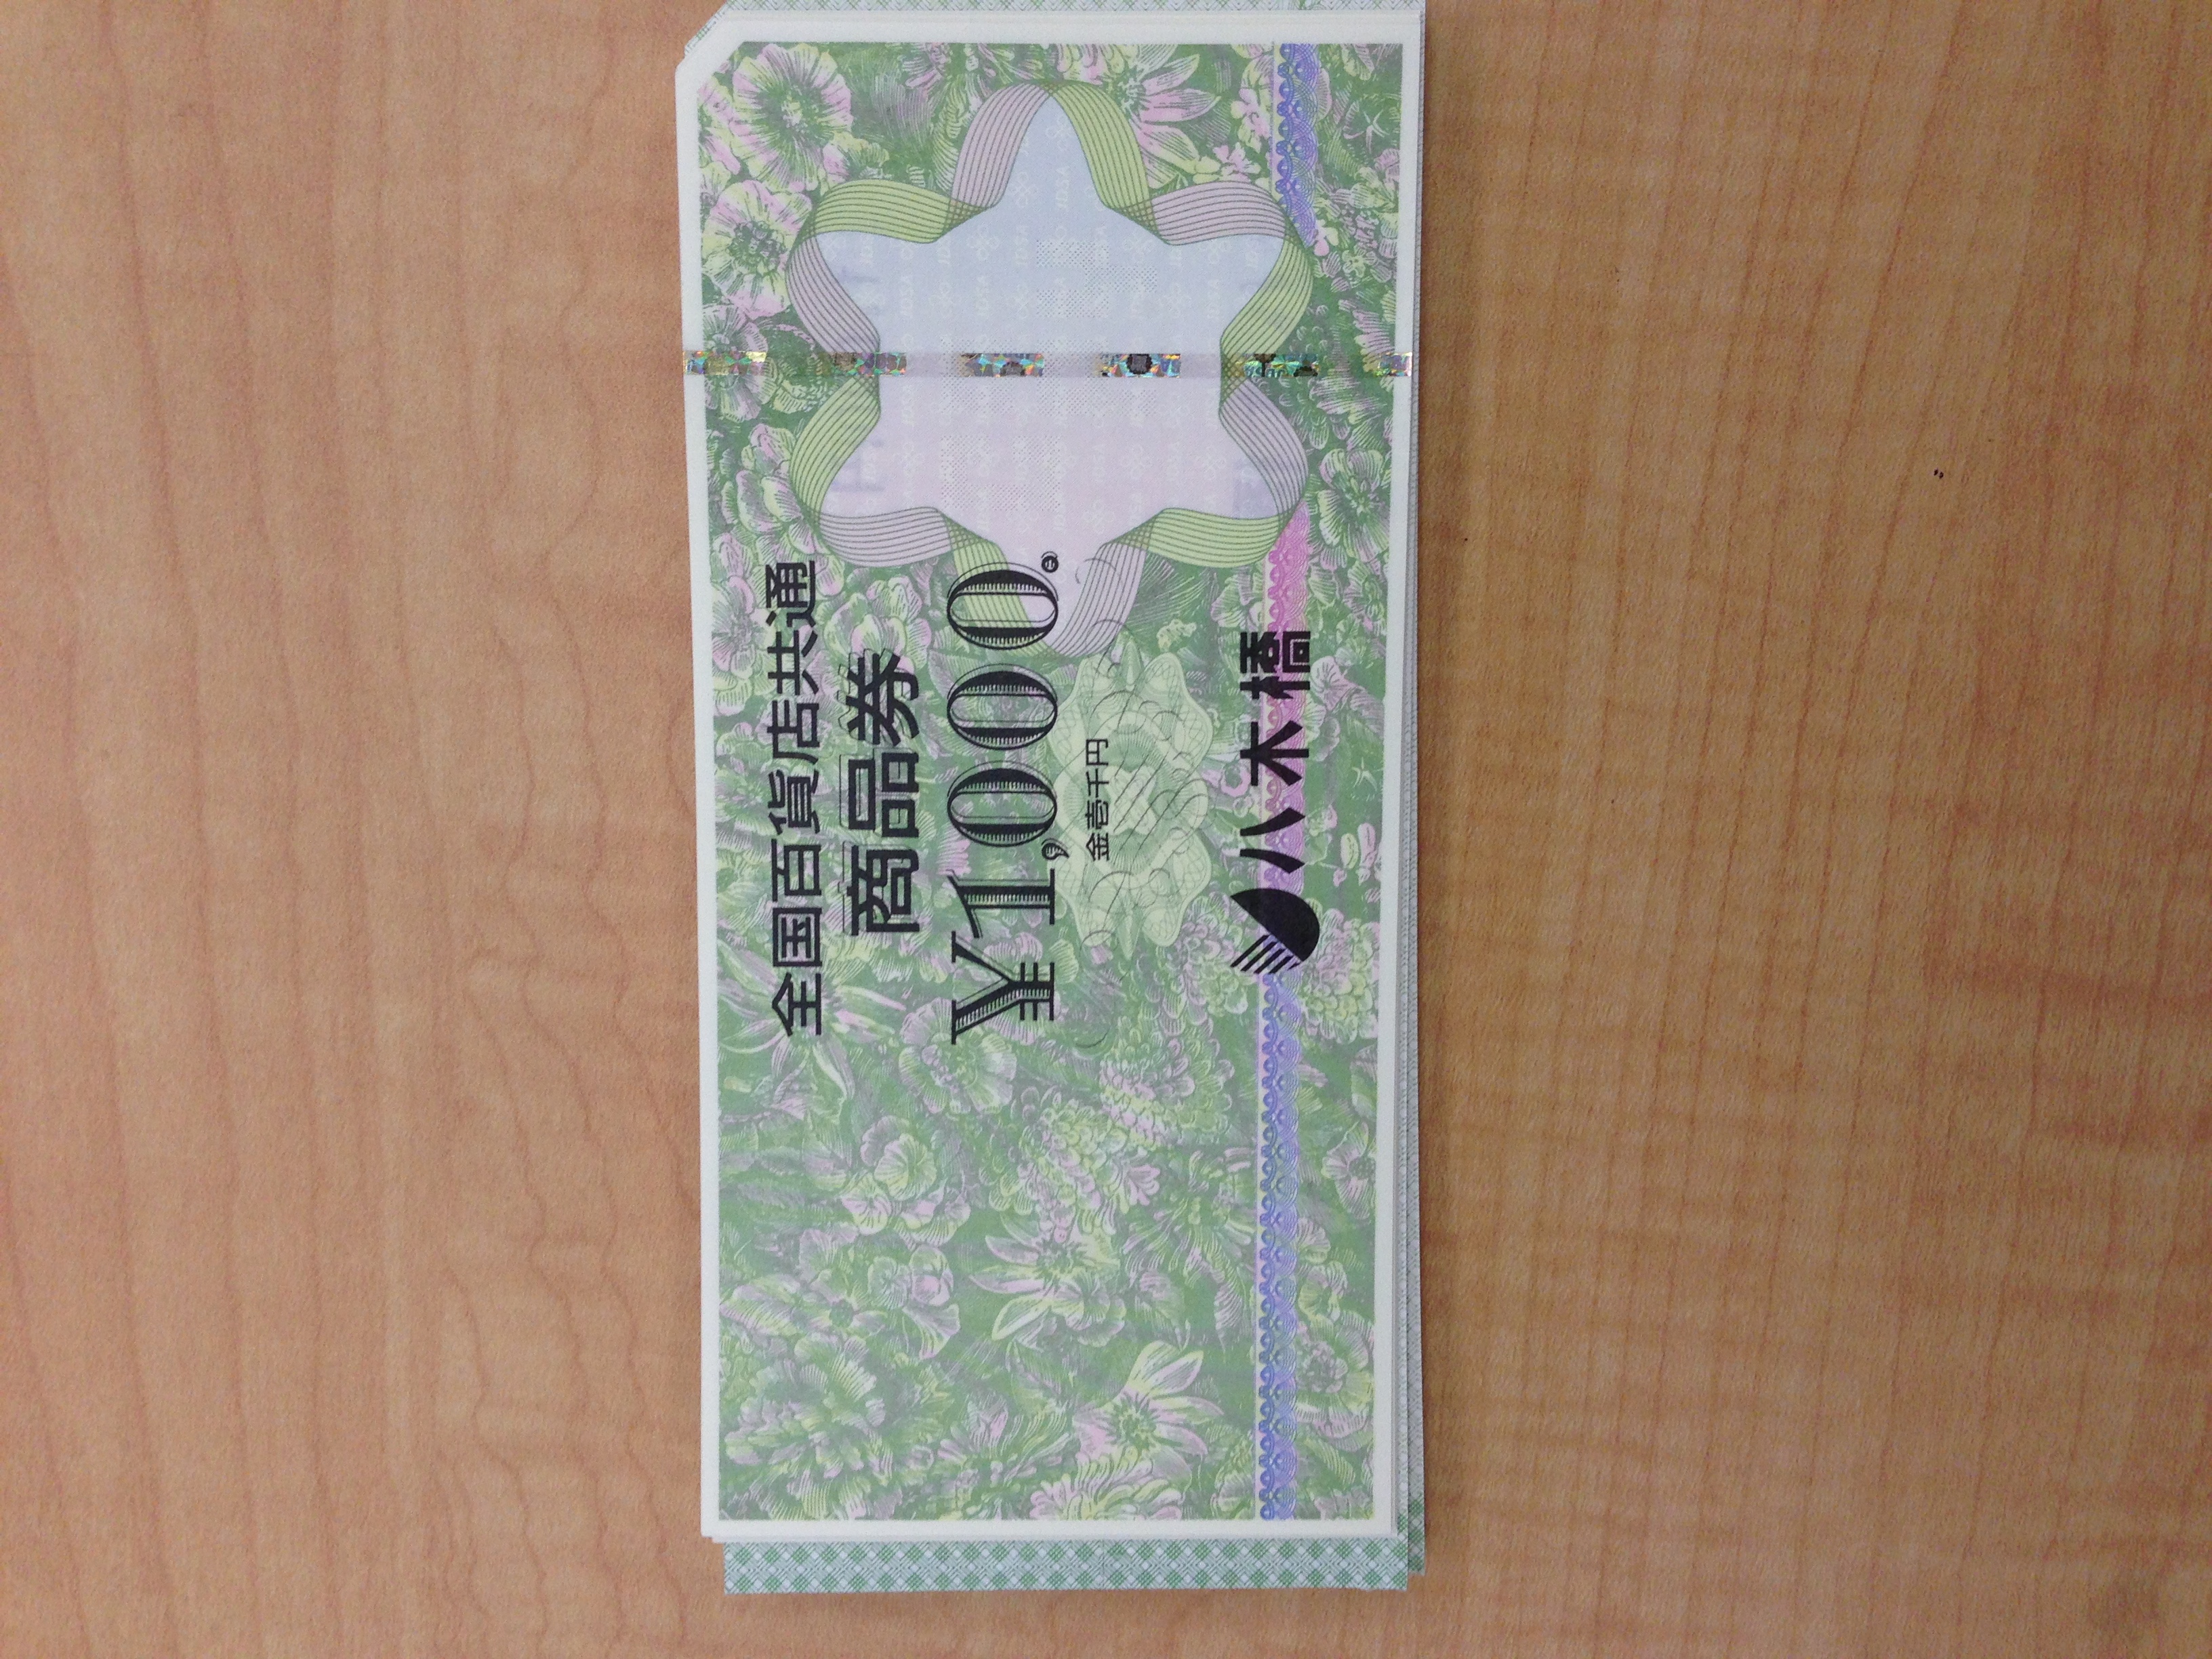 全国百貨店共通
商品券
¥1,000.
金壱千円
八木橋